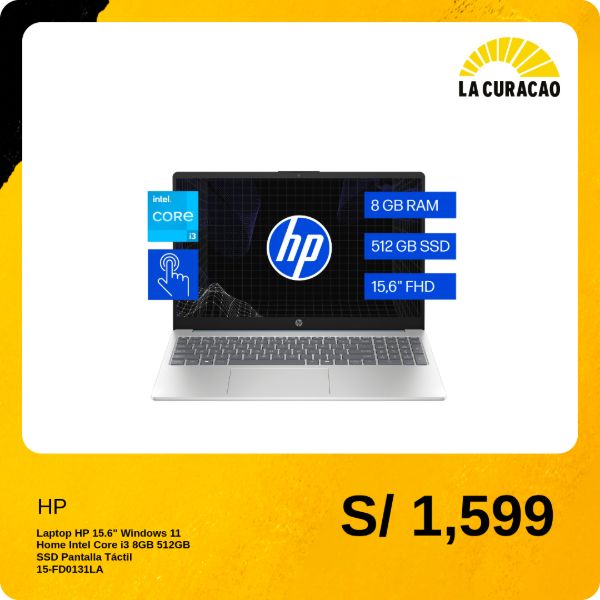 LA CURACAO
intel.
CORE
i3
hp
8 GB RAM
512 GB SSD
15,6" FHD
HP
S/ 1,599
Laptop HP 15.6" Windows 11
Home Intel Core i3 8GB 512GB
SSD Pantalla Táctil
15-FD0131LA